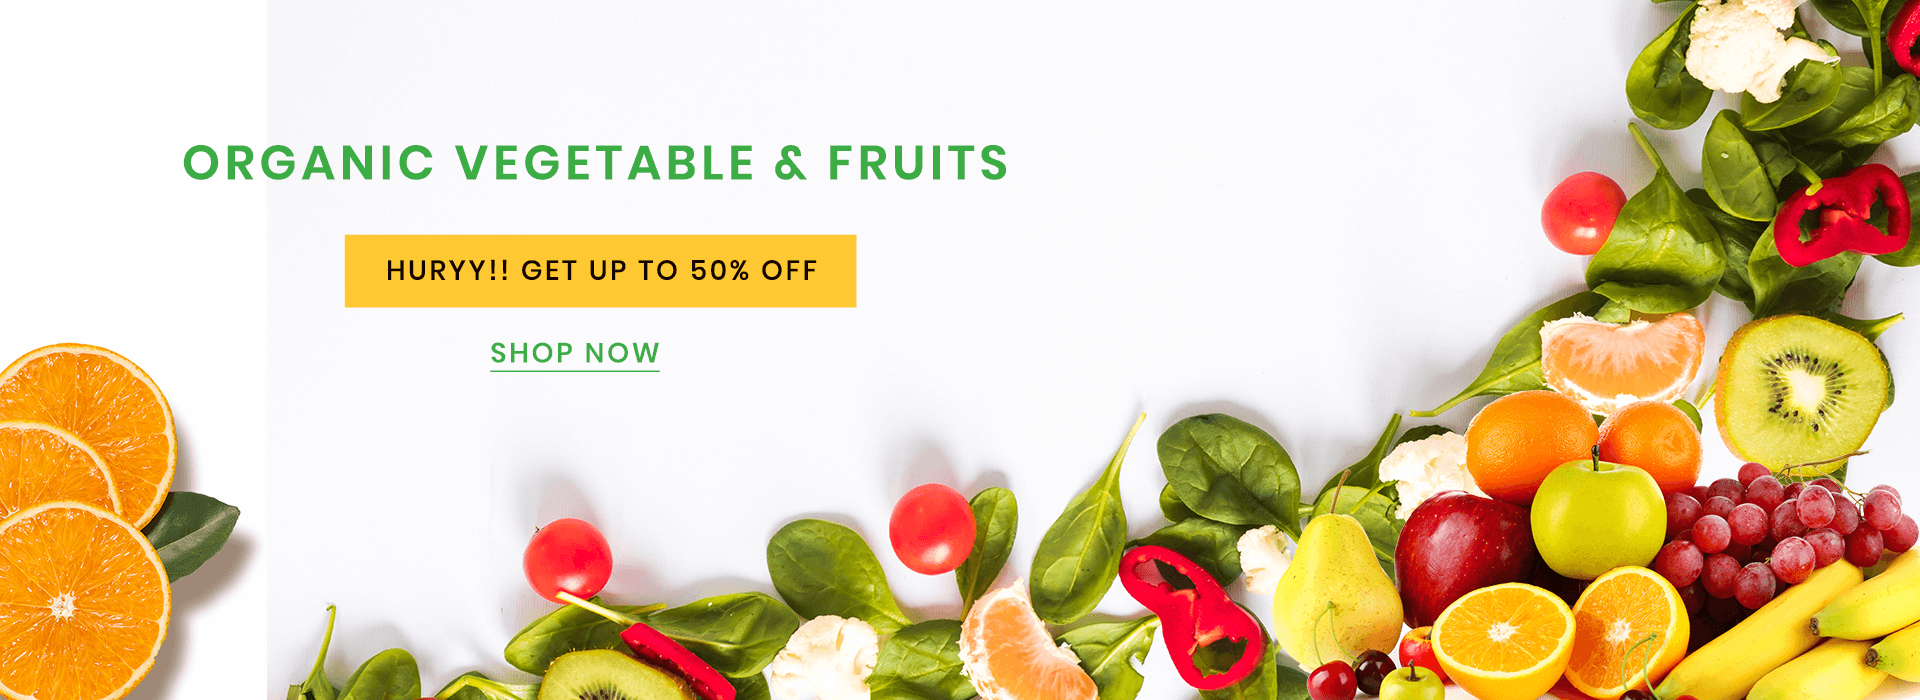 ORGANIC VEGETABLE & FRUITS
HURYY!! GET UP TO 50% OFF
SHOP NOW